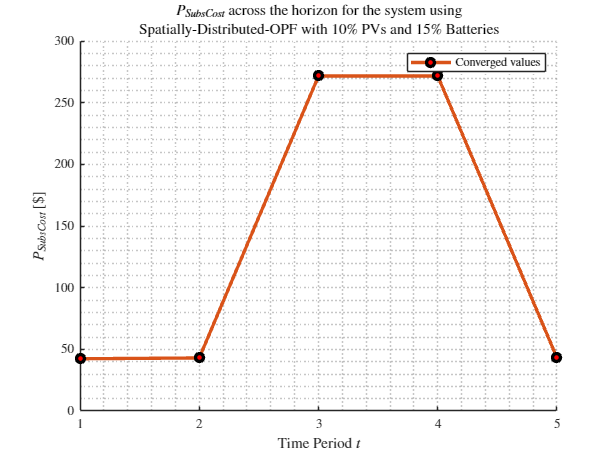 P_SubsCost across the horizon for the system using
Spatially-Distributed-OPF with 10% PVs and 15% Batteries
Converged values
300
250
200
150
100
50
0
P_SubsCost [$]
1 2 3 4 5
Time Period t